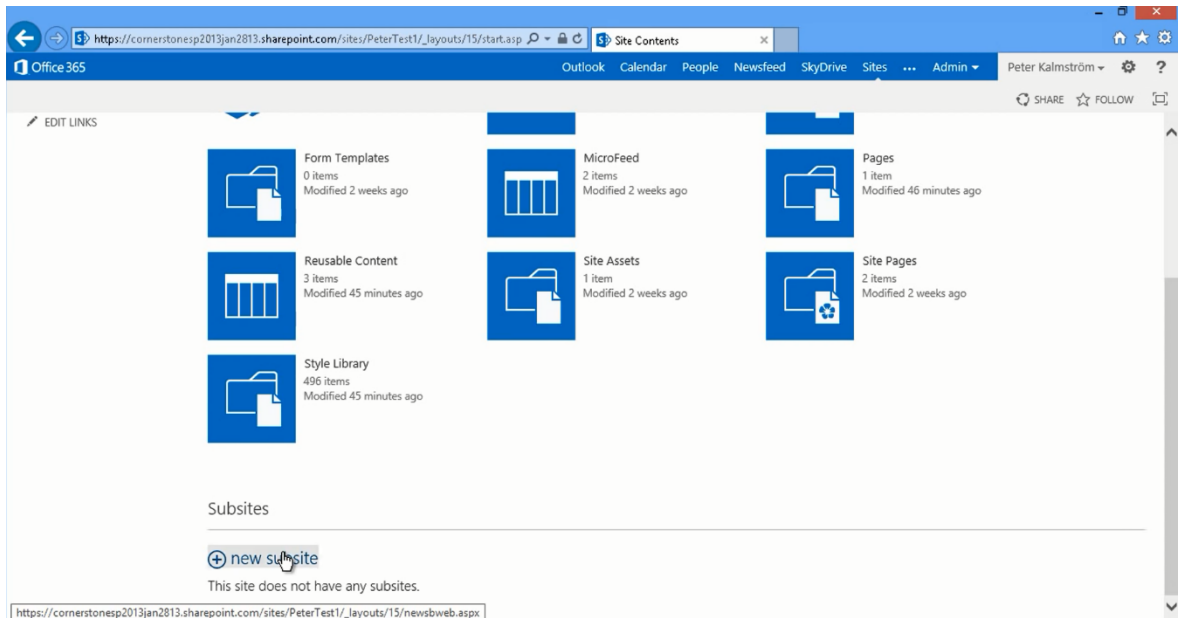 https://cornerstonesp2013jan2813.sharepoint.com/sites/PeterTest1/_layouts/15/start.asp
Site Contents
Office 365
Outlook Calendar People Newsfeed SkyDrive Sites ... Admin
Peter Kalmström
?
SHARE FOLLOW
EDIT LINKS
Form Templates
0 items
Modified 2 weeks ago
MicroFeed
2 items
Modified 2 weeks ago
Pages
1 item
Modified 46 minutes ago
Reusable Content
3 items
Modified 45 minutes ago
Site Assets
1 item
Modified 2 weeks ago
Site Pages
2 items
Modified 2 weeks ago
Style Library
496 items
Modified 45 minutes ago
Subsites
new subsite
This site does not have any subsites.
https://cornerstonesp2013jan2813.sharepoint.com/sites/PeterTest1/_layouts/15/newsbweb.aspx